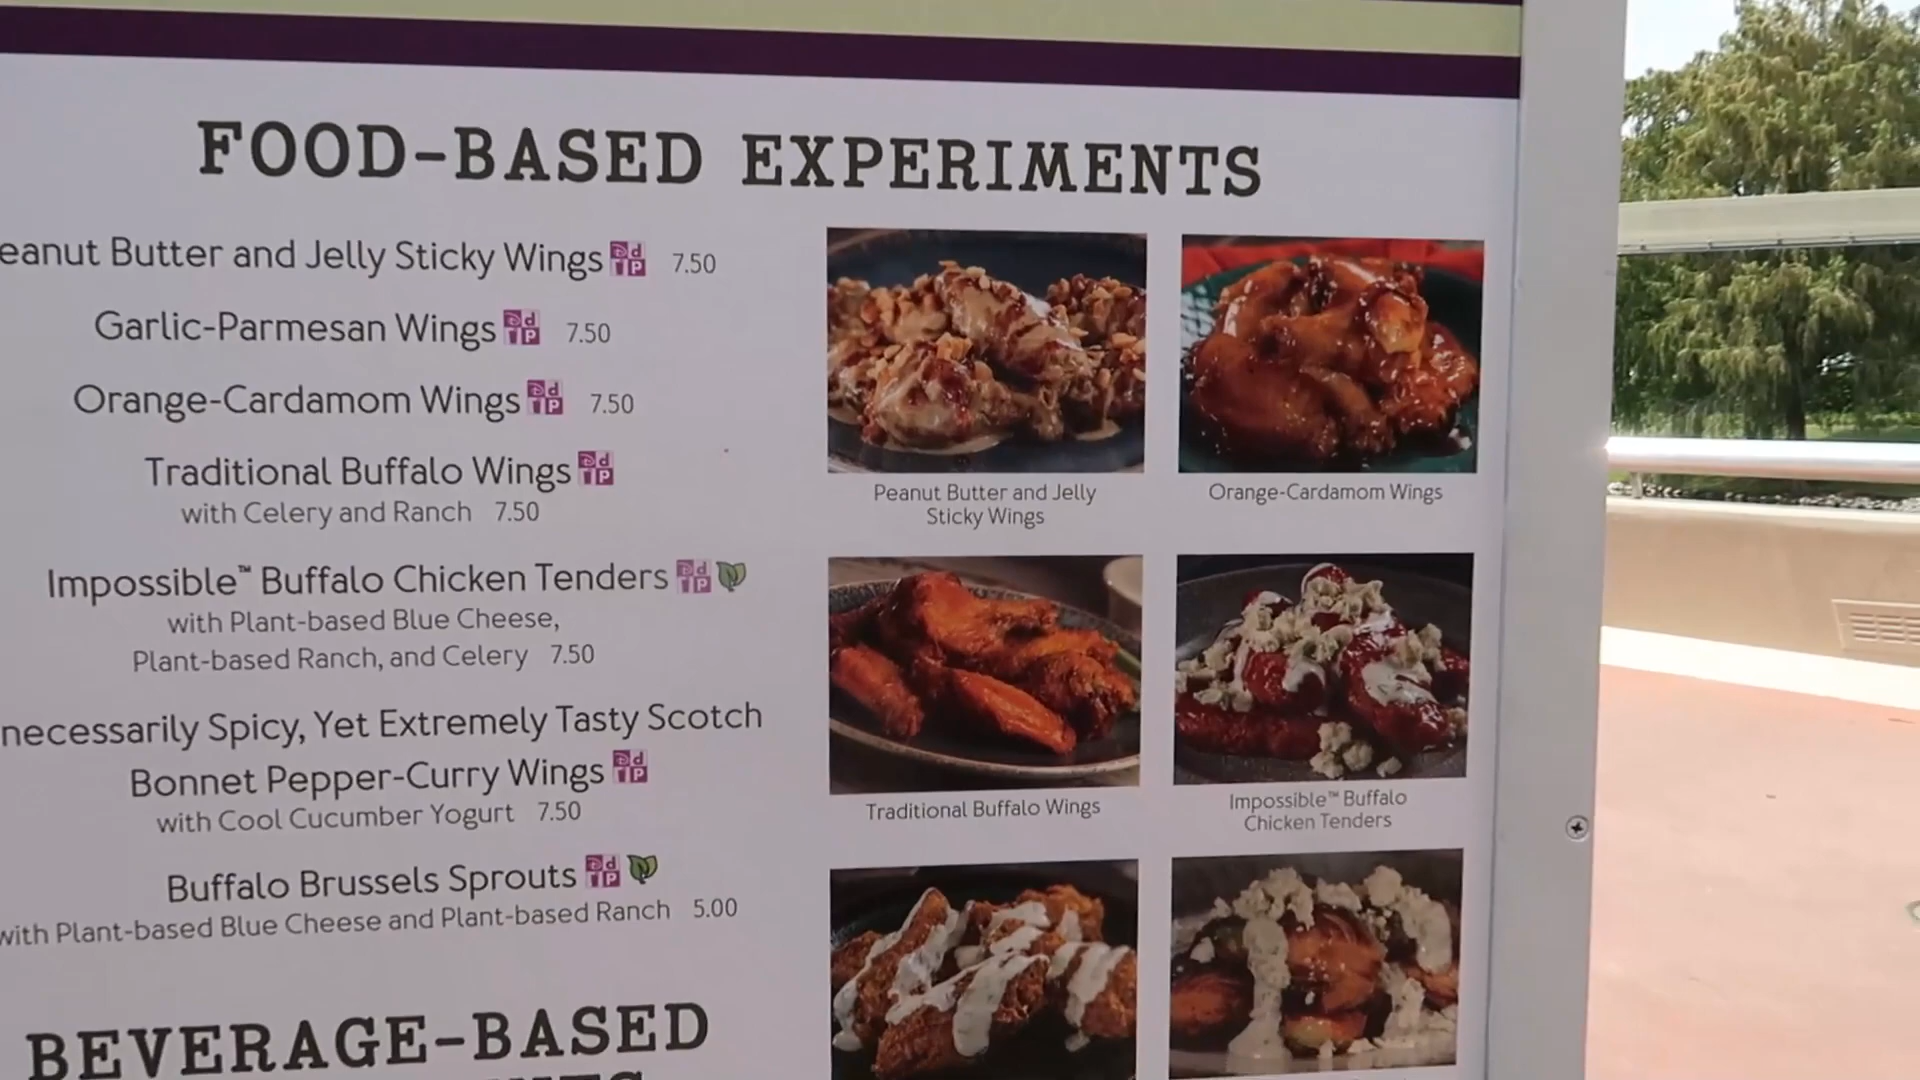 FOOD-BASED EXPERIMENTS
eanut Butter and Jelly Sticky Wings 7.50
Garlic-Parmesan Wings 7.50
Orange-Cardamom Wings 7.50
Traditional Buffalo Wings
with Celery and Ranch 7.50
Impossible™ Buffalo Chicken Tenders
with Plant-based Blue Cheese,
Plant-based Ranch, and Celery 7.50
necessarily Spicy, Yet Extremely Tasty Scotch
Bonnet Pepper-Curry Wings
with Cool Cucumber Yogurt 7.50
Buffalo Brussels Sprouts
with Plant-based Blue Cheese and Plant-based Ranch 5.00
BEVERAGE-BASED
Peanut Butter and Jelly
Sticky Wings
Orange-Cardamom Wings
Traditional Buffalo Wings
Impossible™ Buffalo
Chicken Tenders